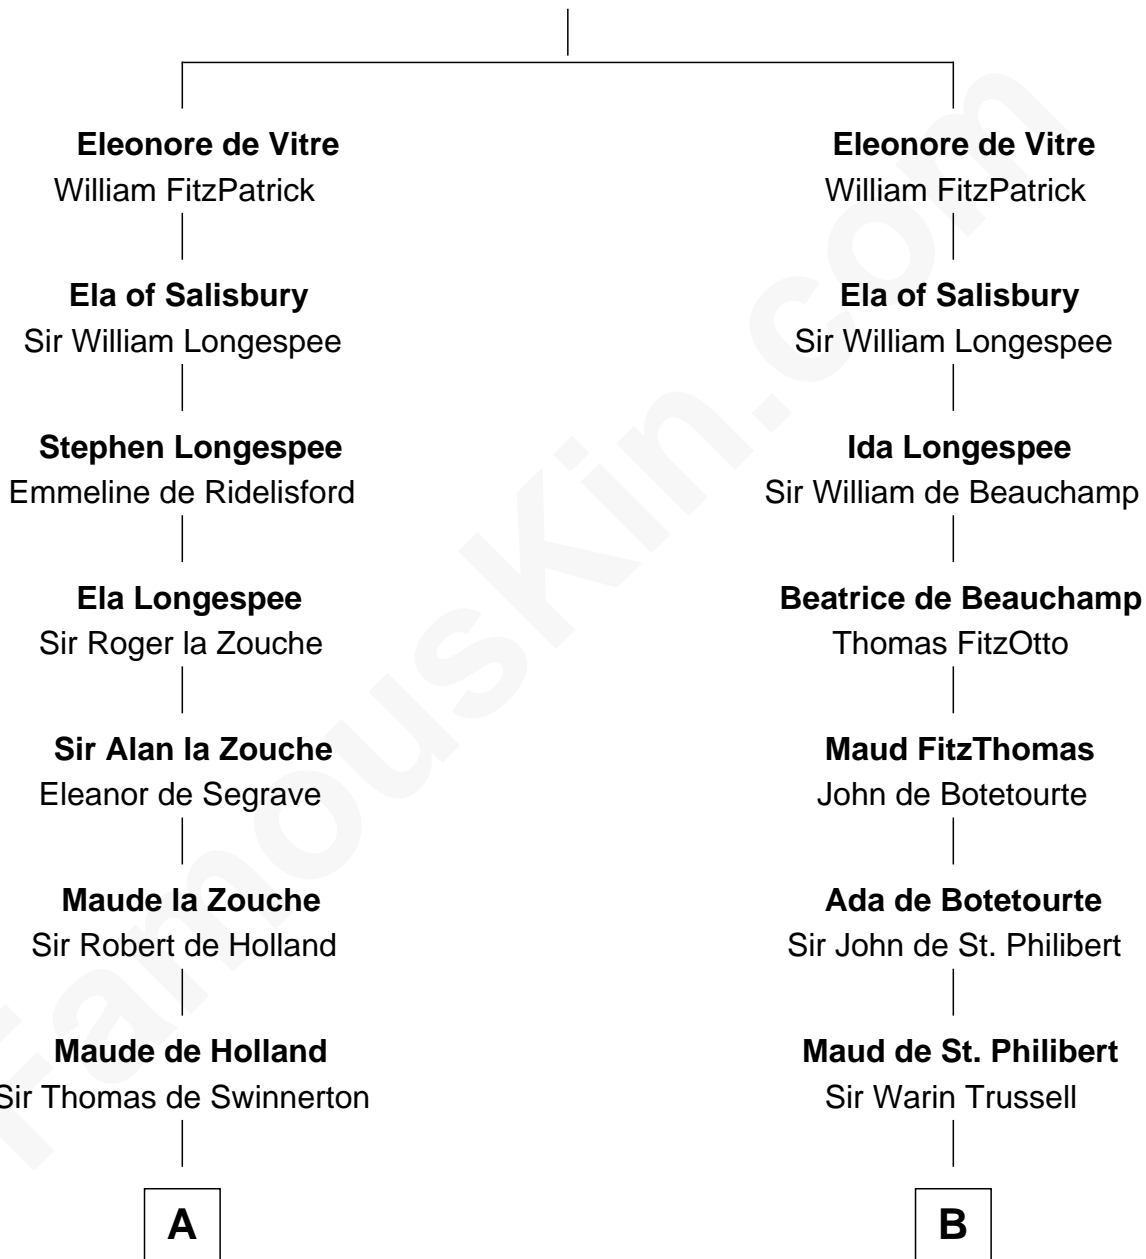 Eleonore de Vitre
William FitzPatrick
Ela of Salisbury
Sir William Longespee
Stephen Longespee
Emmeline de Ridelisford
Ela Longespee
Sir Roger la Zouche
Sir Alan la Zouche
Eleanor de Segrave
Maude la Zouche
Sir Robert de Holland
Maude de Holland
Sir Thomas de Swinnerton
A
Eleonore de Vitre
William FitzPatrick
Ela of Salisbury
Sir William Longespee
Ida Longespee
Sir William de Beauchamp
Beatrice de Beauchamp
Thomas FitzOtto
Maud FitzThomas
John de Botetourte
Ada de Botetourte
Sir John de St. Philibert
Maud de St. Philibert
Sir Warin Trussell
B
FamousKin.com